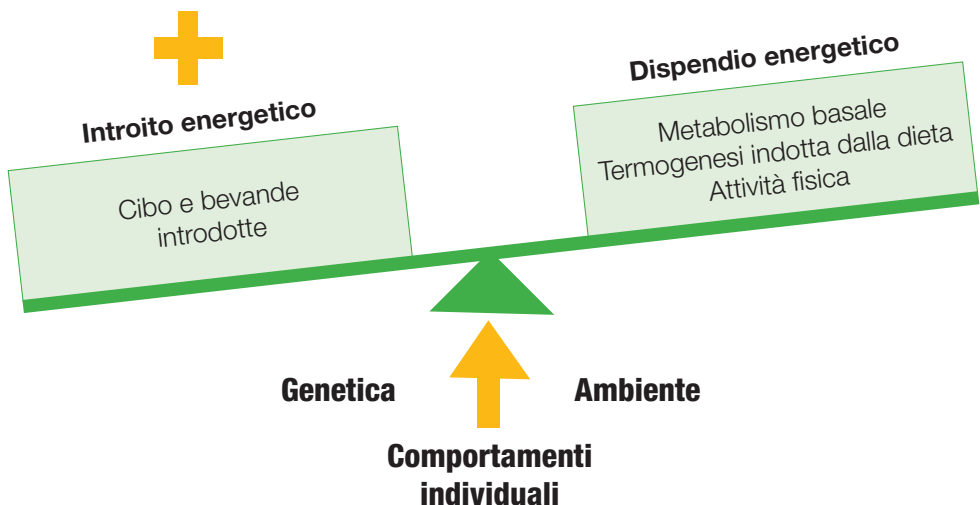 Introito energetico
Cibo e bevande
introdotte
Dispendio energetico
Metabolismo basale
Termogenesi indotta dalla dieta
Attività fisica
Genetica
Ambiente
Comportamenti
individuali